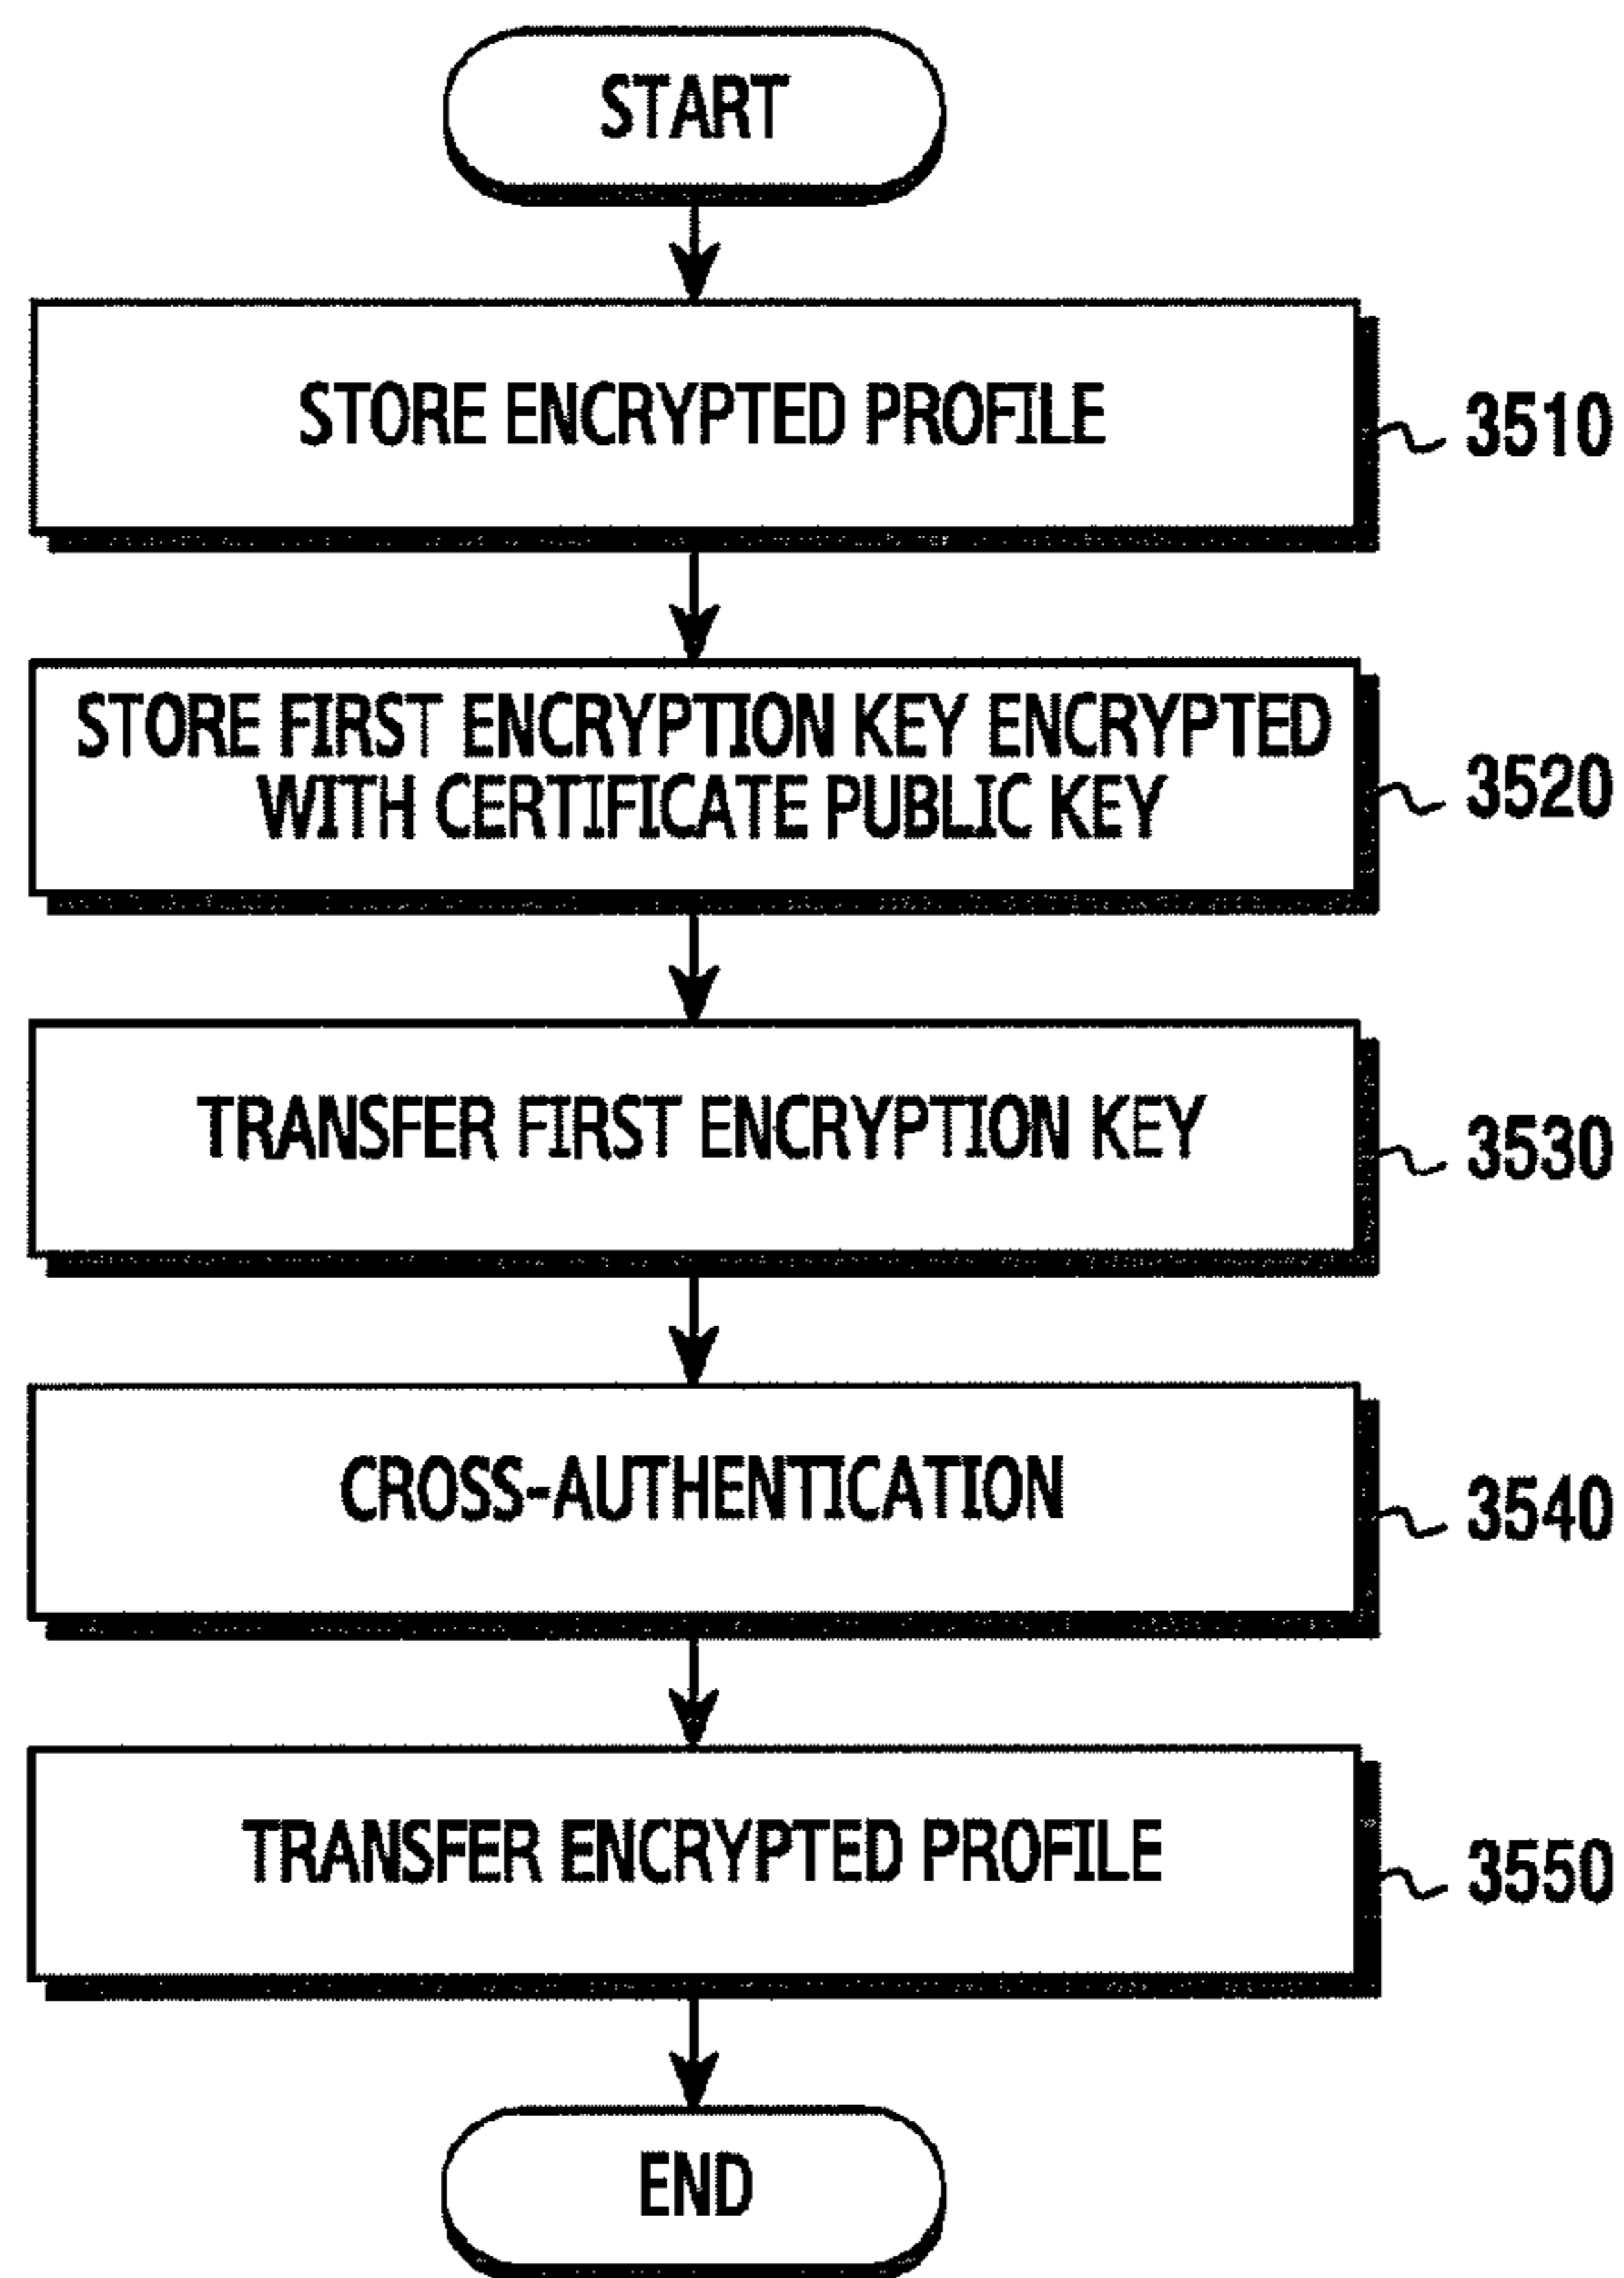 START
STORE ENCRYPTED PROFILE
3510
STORE FIRST ENCRYPTION KEY ENCRYPTED
WITH CERTIFICATE PUBLIC KEY
3520
TRANSFER FIRST ENCRYPTION KEY
3530
CROSS-AUTHENTICATION
3540
TRANSFER ENCRYPTED PROFILE
3550
END